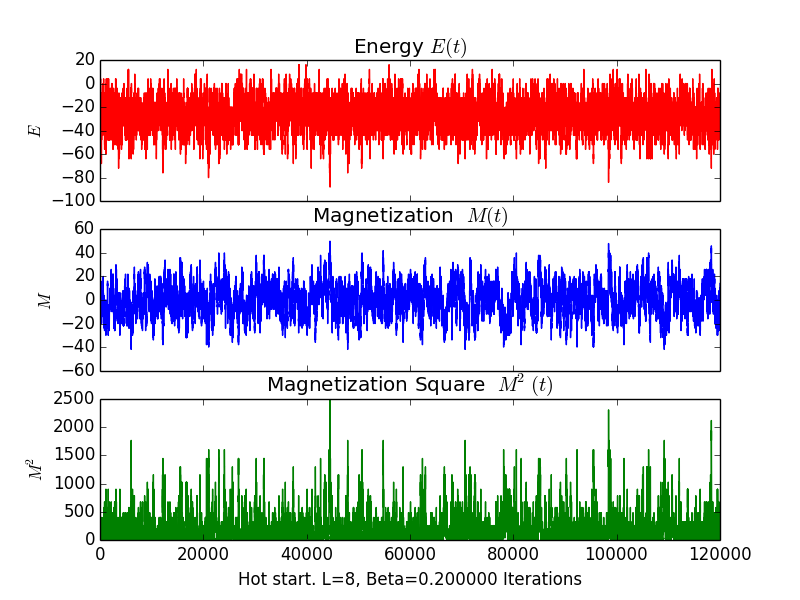 Energy E(t)
20
0
−20
−40
−60
−80
−100
E
Magnetization M(t)
60
40
20
0
−20
−40
−60
M
Magnetization Square M² (t)
2500
2000
1500
1000
500
0
M²
0 20000 40000 60000 80000 100000 120000
Hot start. L=8, Beta=0.200000 Iterations